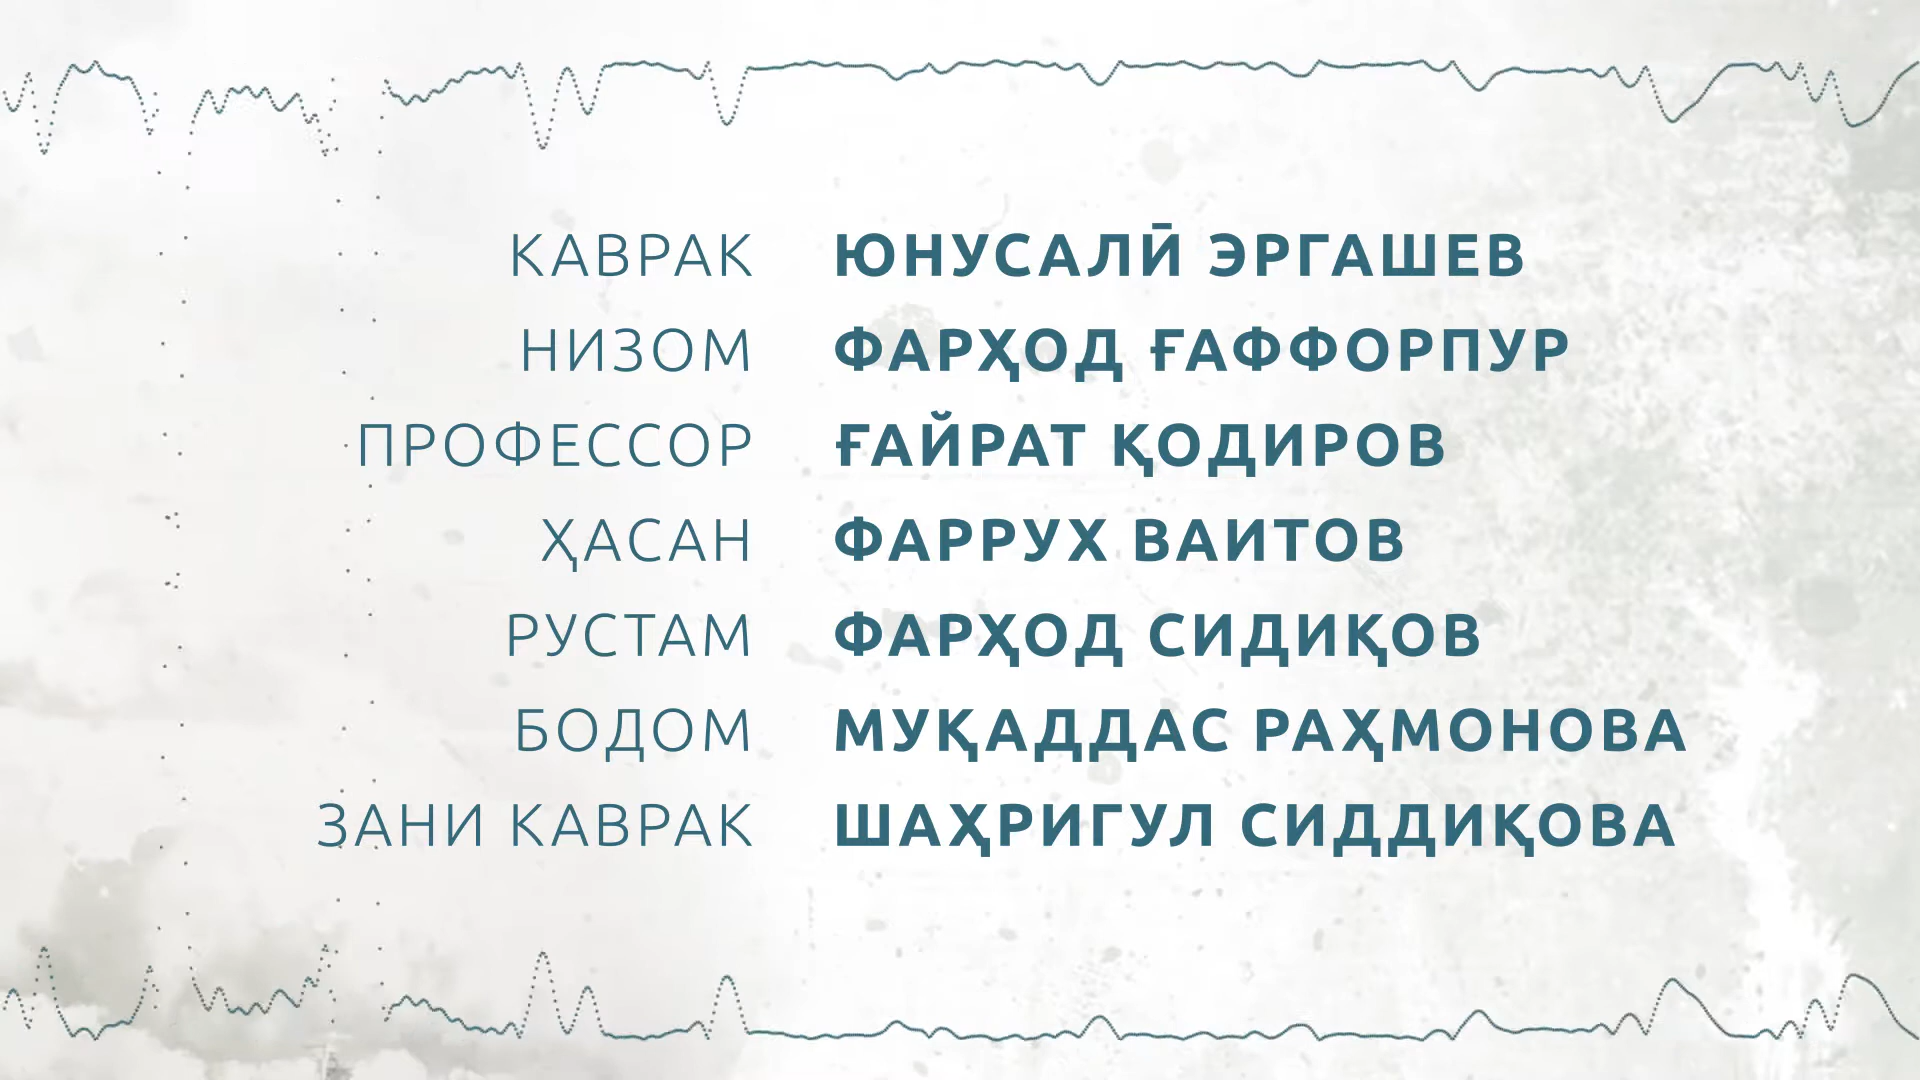 КАВРАК ЮНУСАЛӢ ЭРГАШЕВ
НИЗОМ ФАРҲОД ҒАФФОРПУР
ПРОФЕССОР ҒАЙРАТ ҚОДИРОВ
ҲАСАН ФАРРУХ ВАИТОВ
РУСТАМ ФАРҲОД СИДИҚОВ
БОДОМ МУҚАДДАС РАҲМОНОВА
ЗАНИ КАВРАК ШАҲРИГУЛ СИДДИҚОВА